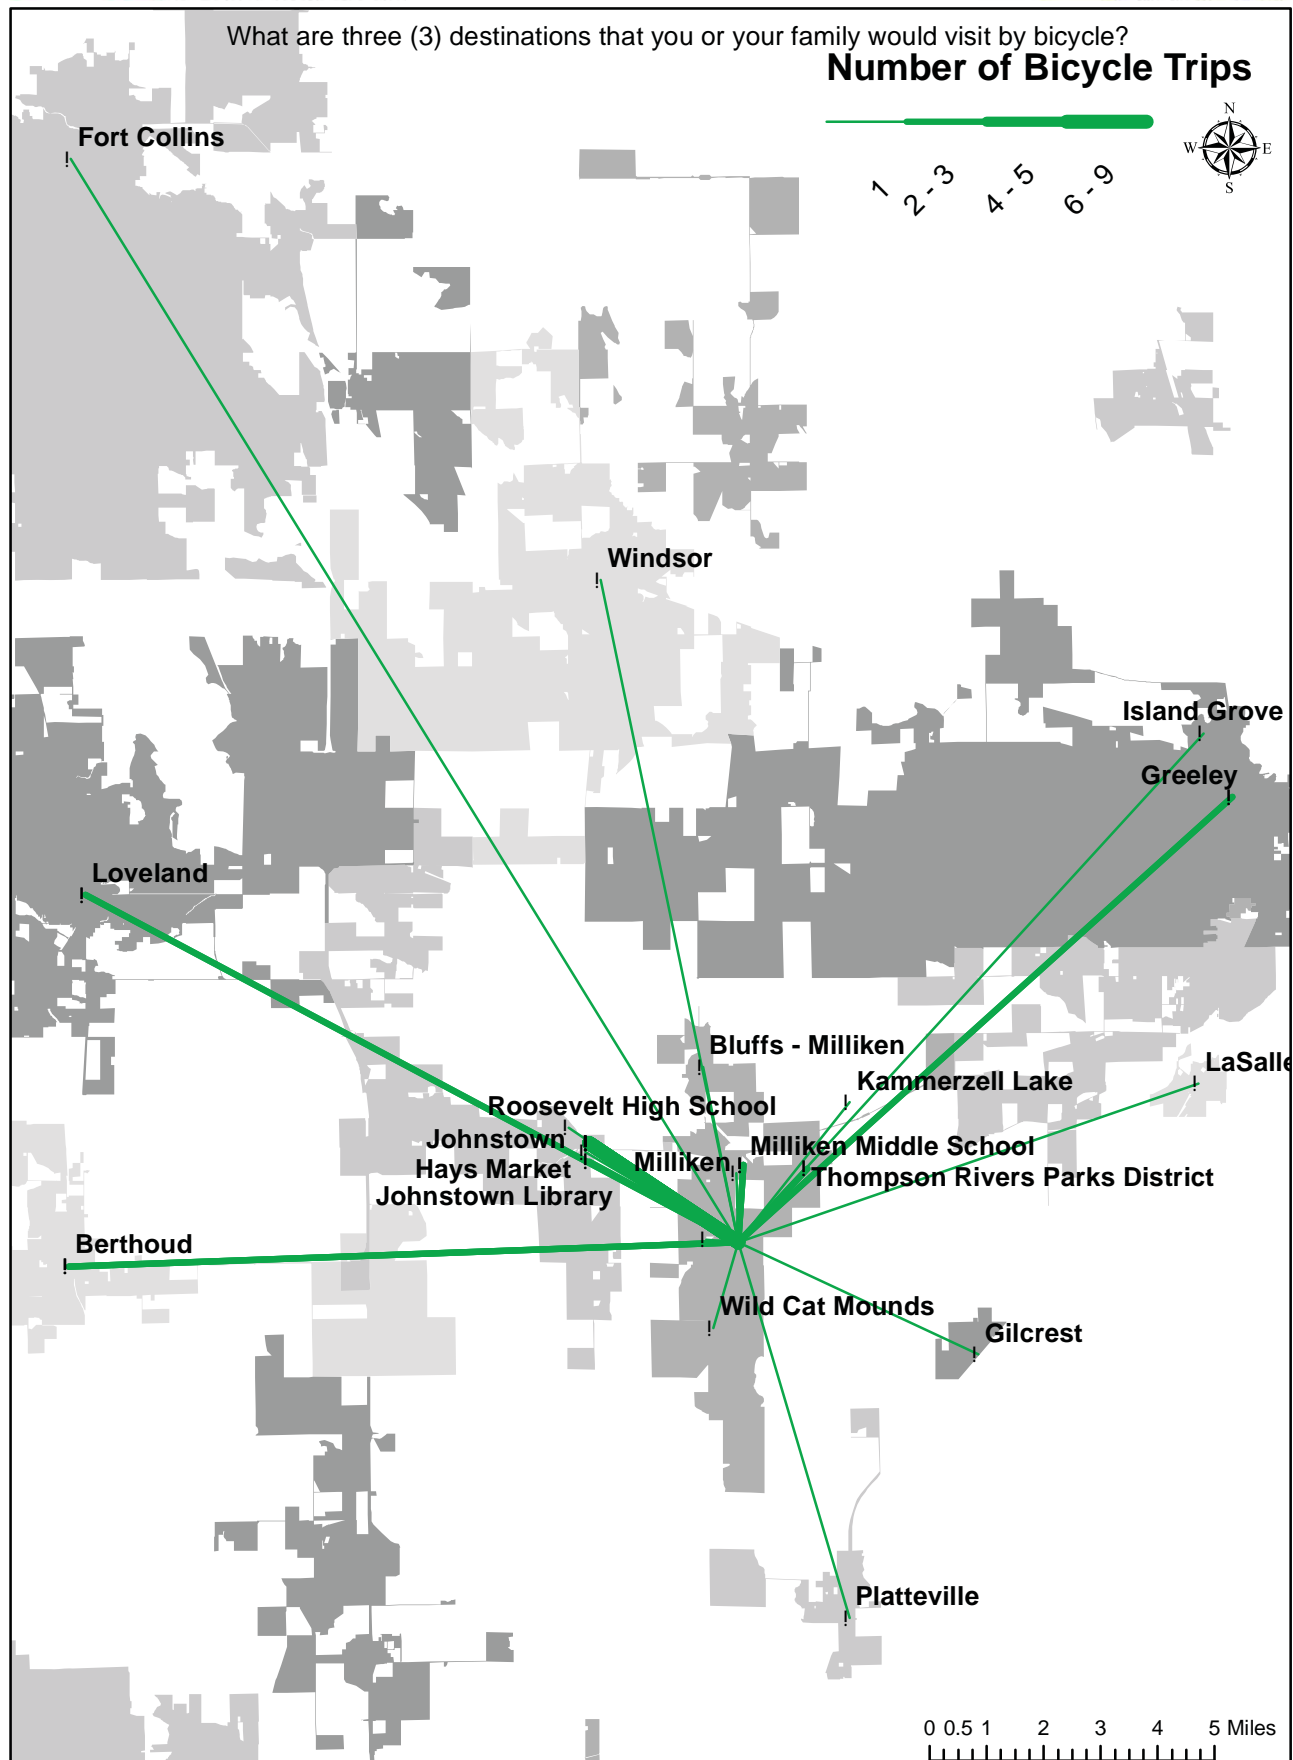 What are three (3) destinations that you or your family would visit by bicycle?
Number of Bicycle Trips
N
W E
S
1
2 - 3
4 - 5
6 - 9
Fort Collins
Windsor
Island Grove
Greeley
Loveland
Bluffs - Milliken
LaSalle
Kammerzell Lake
Roosevelt High School
Johnstown
Milliken Middle School
Hays Market
Milliken
Thompson Rivers Parks District
Johnstown Library
Berthoud
Wild Cat Mounds
Gilcrest
Platteville
0 0.5 1 2 3 4 5 Miles